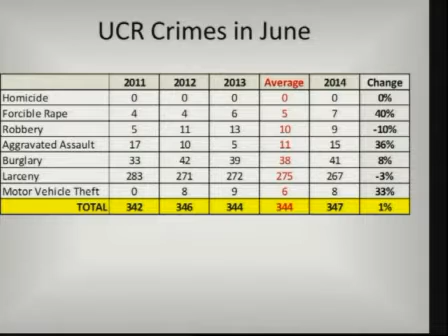 UCR Crimes in June
2011 2012 2013 Average 2014 Change
Homicide 0 0 0 0 0 0%
Forcible Rape 4 4 6 5 7 40%
Robbery 5 11 13 10 9 -10%
Aggravated Assault 17 10 5 11 15 36%
Burglary 33 42 39 38 41 8%
Larceny 283 271 272 275 267 -3%
Motor Vehicle Theft 0 8 9 6 8 33%
TOTAL 342 346 344 344 347 1%